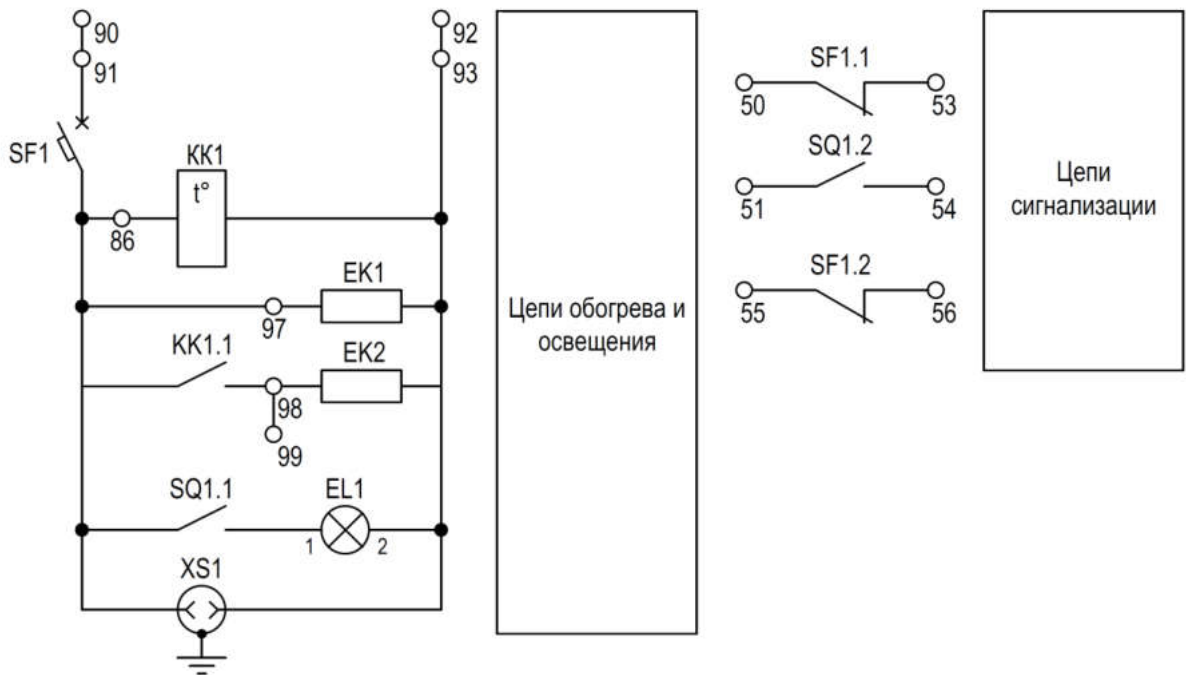 90
91
92
93
SF1
KK1
t°
86
EK1
97
KK1.1
EK2
98
99
SQ1.1
EL1
1
2
XS1
Цепи обогрева и
освещения
SF1.1
50
53
SQ1.2
51
54
SF1.2
55
56
Цепи
сигнализации